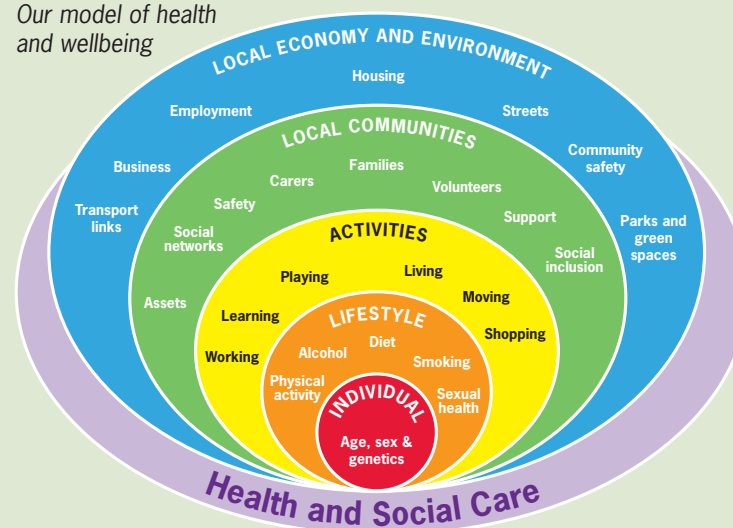 Our model of health
and wellbeing
LOCAL ECONOMY AND ENVIRONMENT
Housing
Employment
Streets
Business
Community
safety
Transport
links
Parks and
green
spaces
LOCAL COMMUNITIES
Families
Carers
Volunteers
Safety
Support
Social
networks
Social
inclusion
Assets
ACTIVITIES
Living
Playing
Moving
Learning
Shopping
Working
LIFESTYLE
Diet
Alcohol
Smoking
Physical
activity
Sexual
health
INDIVIDUAL
Age, sex &
genetics
Health and Social Care